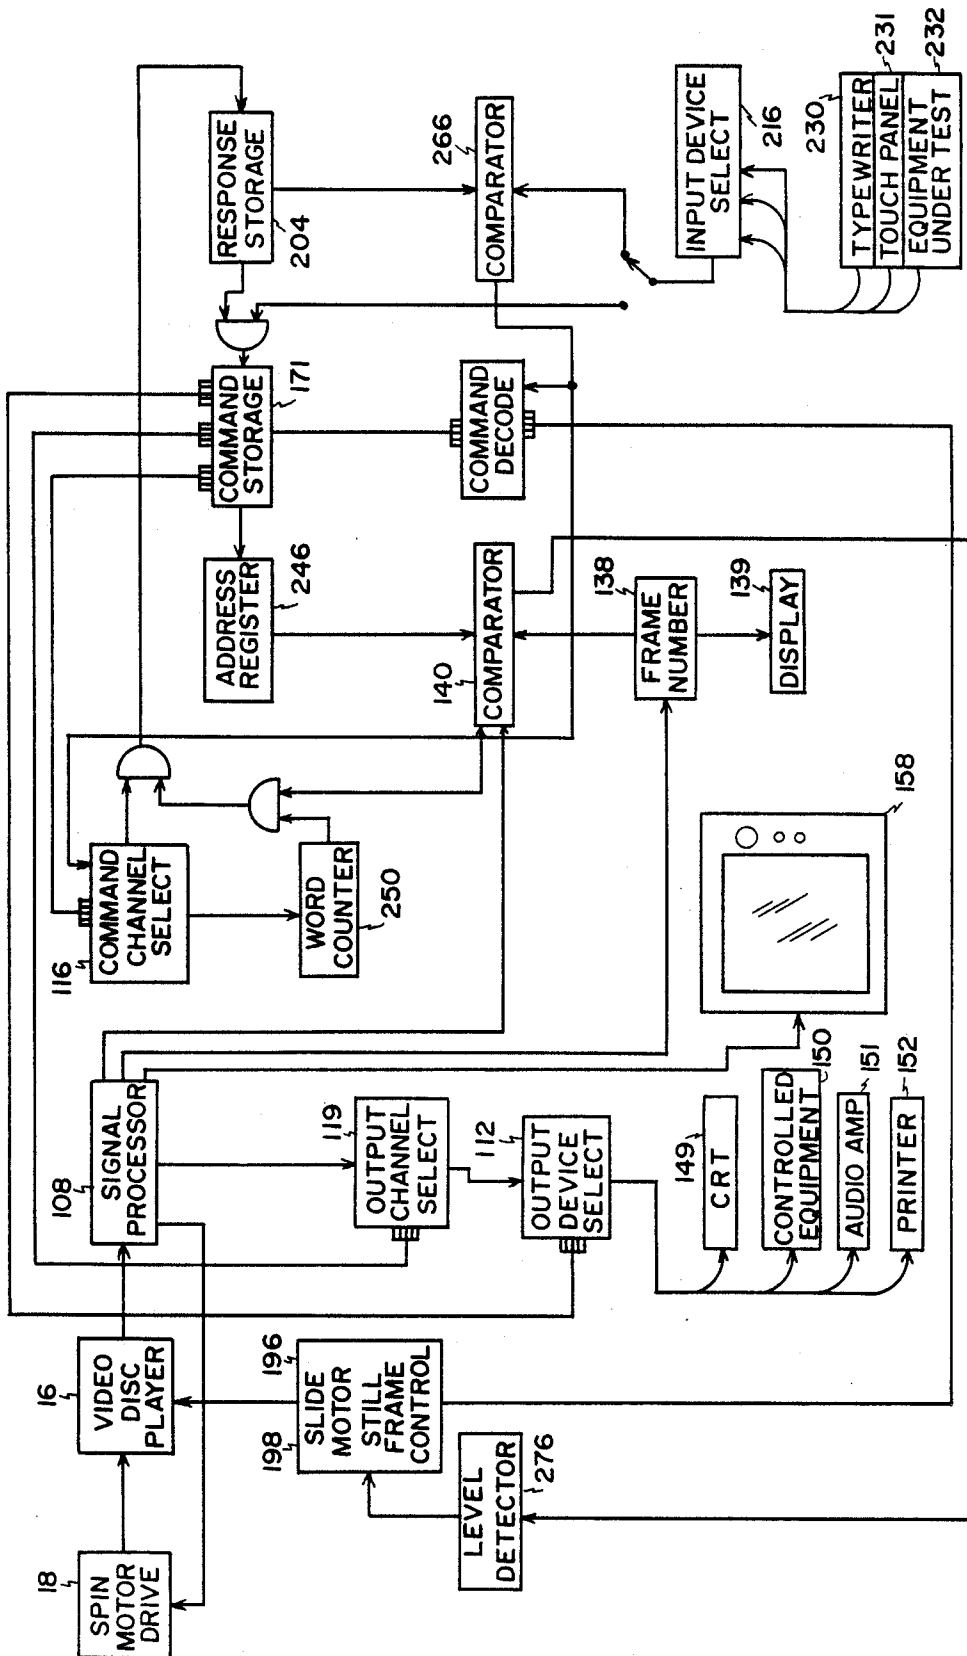 18
SPIN
MOTOR
DRIVE
16
VIDEO
DISC
PLAYER
108
SIGNAL
PROCESSOR
116
COMMAND
CHANNEL
SELECT
WORD
COUNTER
250
ADDRESS
REGISTER
246
COMMAND
STORAGE
171
RESPONSE
STORAGE
204
198
196
SLIDE
MOTOR
STILL
FRAME
CONTROL
LEVEL
DETECTOR
276
119
OUTPUT
CHANNEL
SELECT
112
OUTPUT
DEVICE
SELECT
140
COMPARATOR
COMMAND
DECODE
266
COMPARATOR
138
FRAME
NUMBER
139
DISPLAY
INPUT DEVICE
SELECT
216
149
CRT
CONTROLLED
EQUIPMENT
150
AUDIO AMP
151
PRINTER
152
158
230
TYPEWRITER
TOUCH PANEL
231
EQUIPMENT
UNDER TEST
232